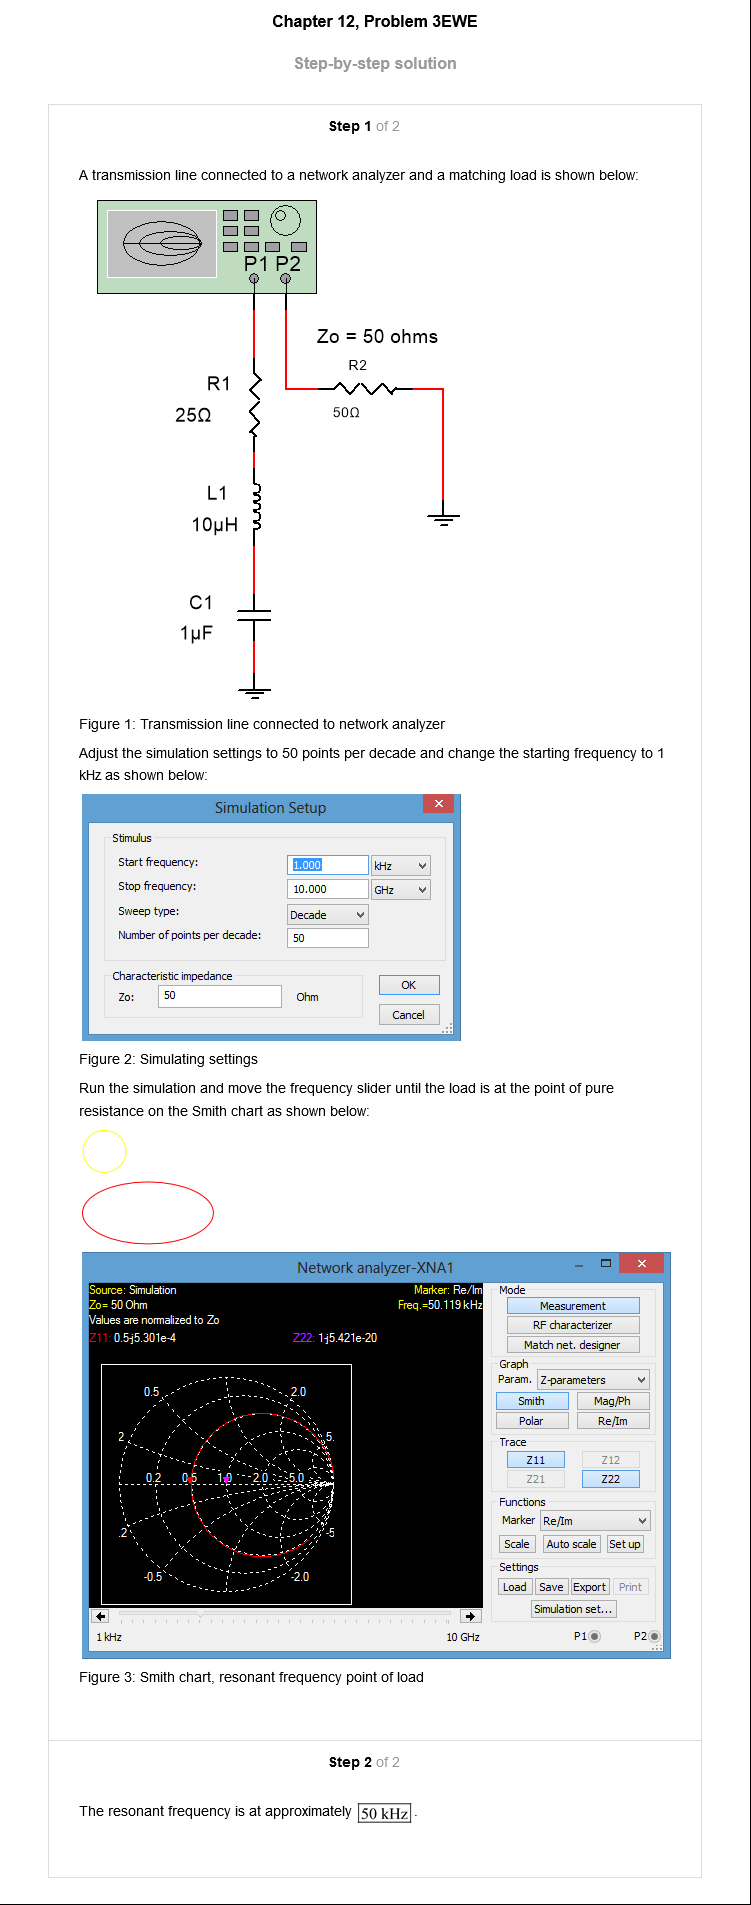 Chapter 12, Problem 3EWE
Step-by-step solution
Step 1 of 2
A transmission line connected to a network analyzer and a matching load is shown below:
P1 P2
Zo = 50 ohms
R2
50Ω
R1
25Ω
L1
10µH
C1
1µF
Figure 1: Transmission line connected to network analyzer
Adjust the simulation settings to 50 points per decade and change the starting frequency to 1
kHz as shown below:
Simulation Setup
Stimulus
Start frequency: 1.000 kHz
Stop frequency: 10.000 GHz
Sweep type: Decade
Number of points per decade: 50
Characteristic impedance
Zo: 50 Ohm
OK
Cancel
Figure 2: Simulating settings
Run the simulation and move the frequency slider until the load is at the point of pure
resistance on the Smith chart as shown below:
Network analyzer-XNA1
Source: Simulation Marker: Re/Im
Zo= 50 Ohm Freq.=50.119 kHz
Values are normalized to Zo
Z11: 0.5-j5.301e-4 Z22: 1-j5.421e-20
0.5 2.0
.2 5.
0.2 0.5 1.0 2.0 5.0
.2 -5
-0.5 -2.0
1 kHz 10 GHz
Mode
Measurement
RF characterizer
Match net. designer
Graph
Param. Z-parameters
Smith Mag/Ph
Polar Re/Im
Trace
Z11 Z12
Z21 Z22
Functions
Marker Re/Im
Scale Auto scale Set up
Settings
Load Save Export Print
Simulation set...
P1 P2
Figure 3: Smith chart, resonant frequency point of load
Step 2 of 2
The resonant frequency is at approximately 50 kHz.